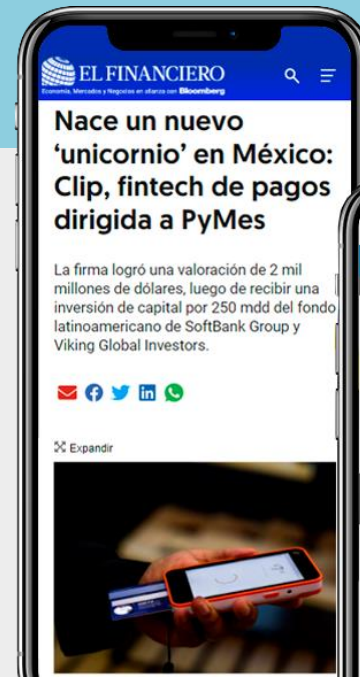 EL FINANCIERO
Economía, Mercados y Negocios en alianza con Bloomberg
Nace un nuevo
‘unicornio’ en México:
Clip, fintech de pagos
dirigida a PyMes
La firma logró una valoración de 2 mil
millones de dólares, luego de recibir una
inversión de capital por 250 mdd del fondo
latinoamericano de SoftBank Group y
Viking Global Investors.
Expandir